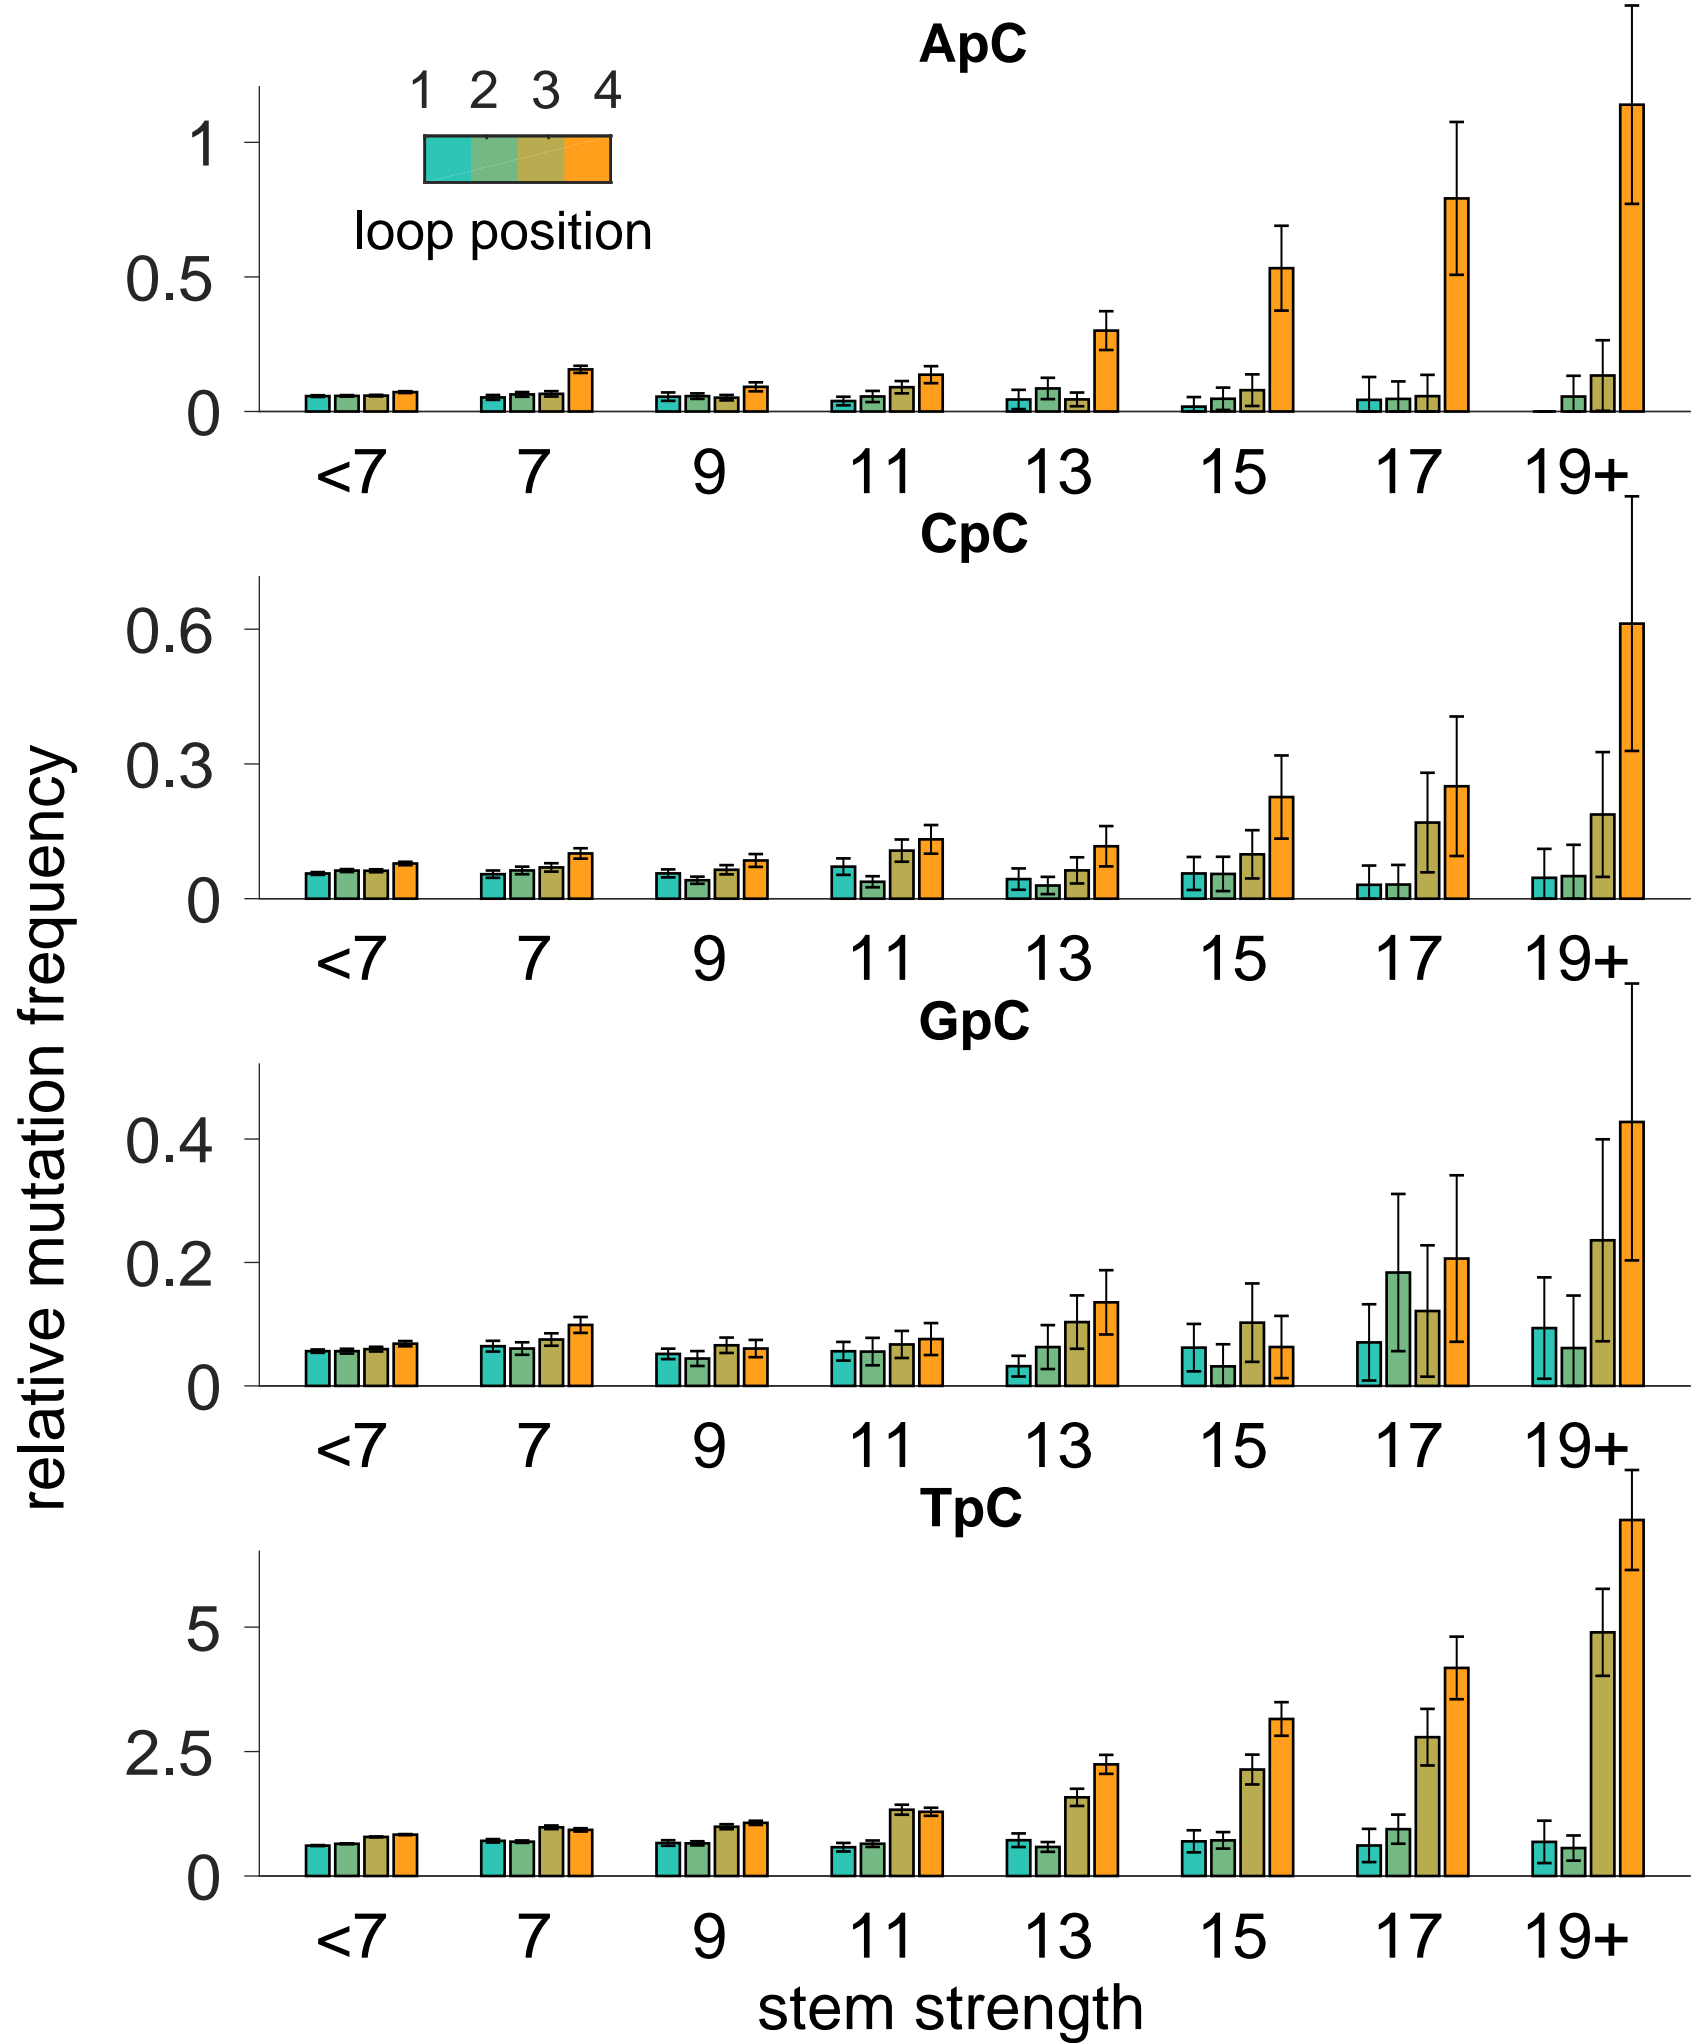 ApC
1 2 3 4
loop position
1
0.5
0
<7 7 9 11 13 15 17 19+
CpC
0.6
0.3
0
<7 7 9 11 13 15 17 19+
GpC
0.4
0.2
0
<7 7 9 11 13 15 17 19+
TpC
5
2.5
0
<7 7 9 11 13 15 17 19+
stem strength
relative mutation frequency